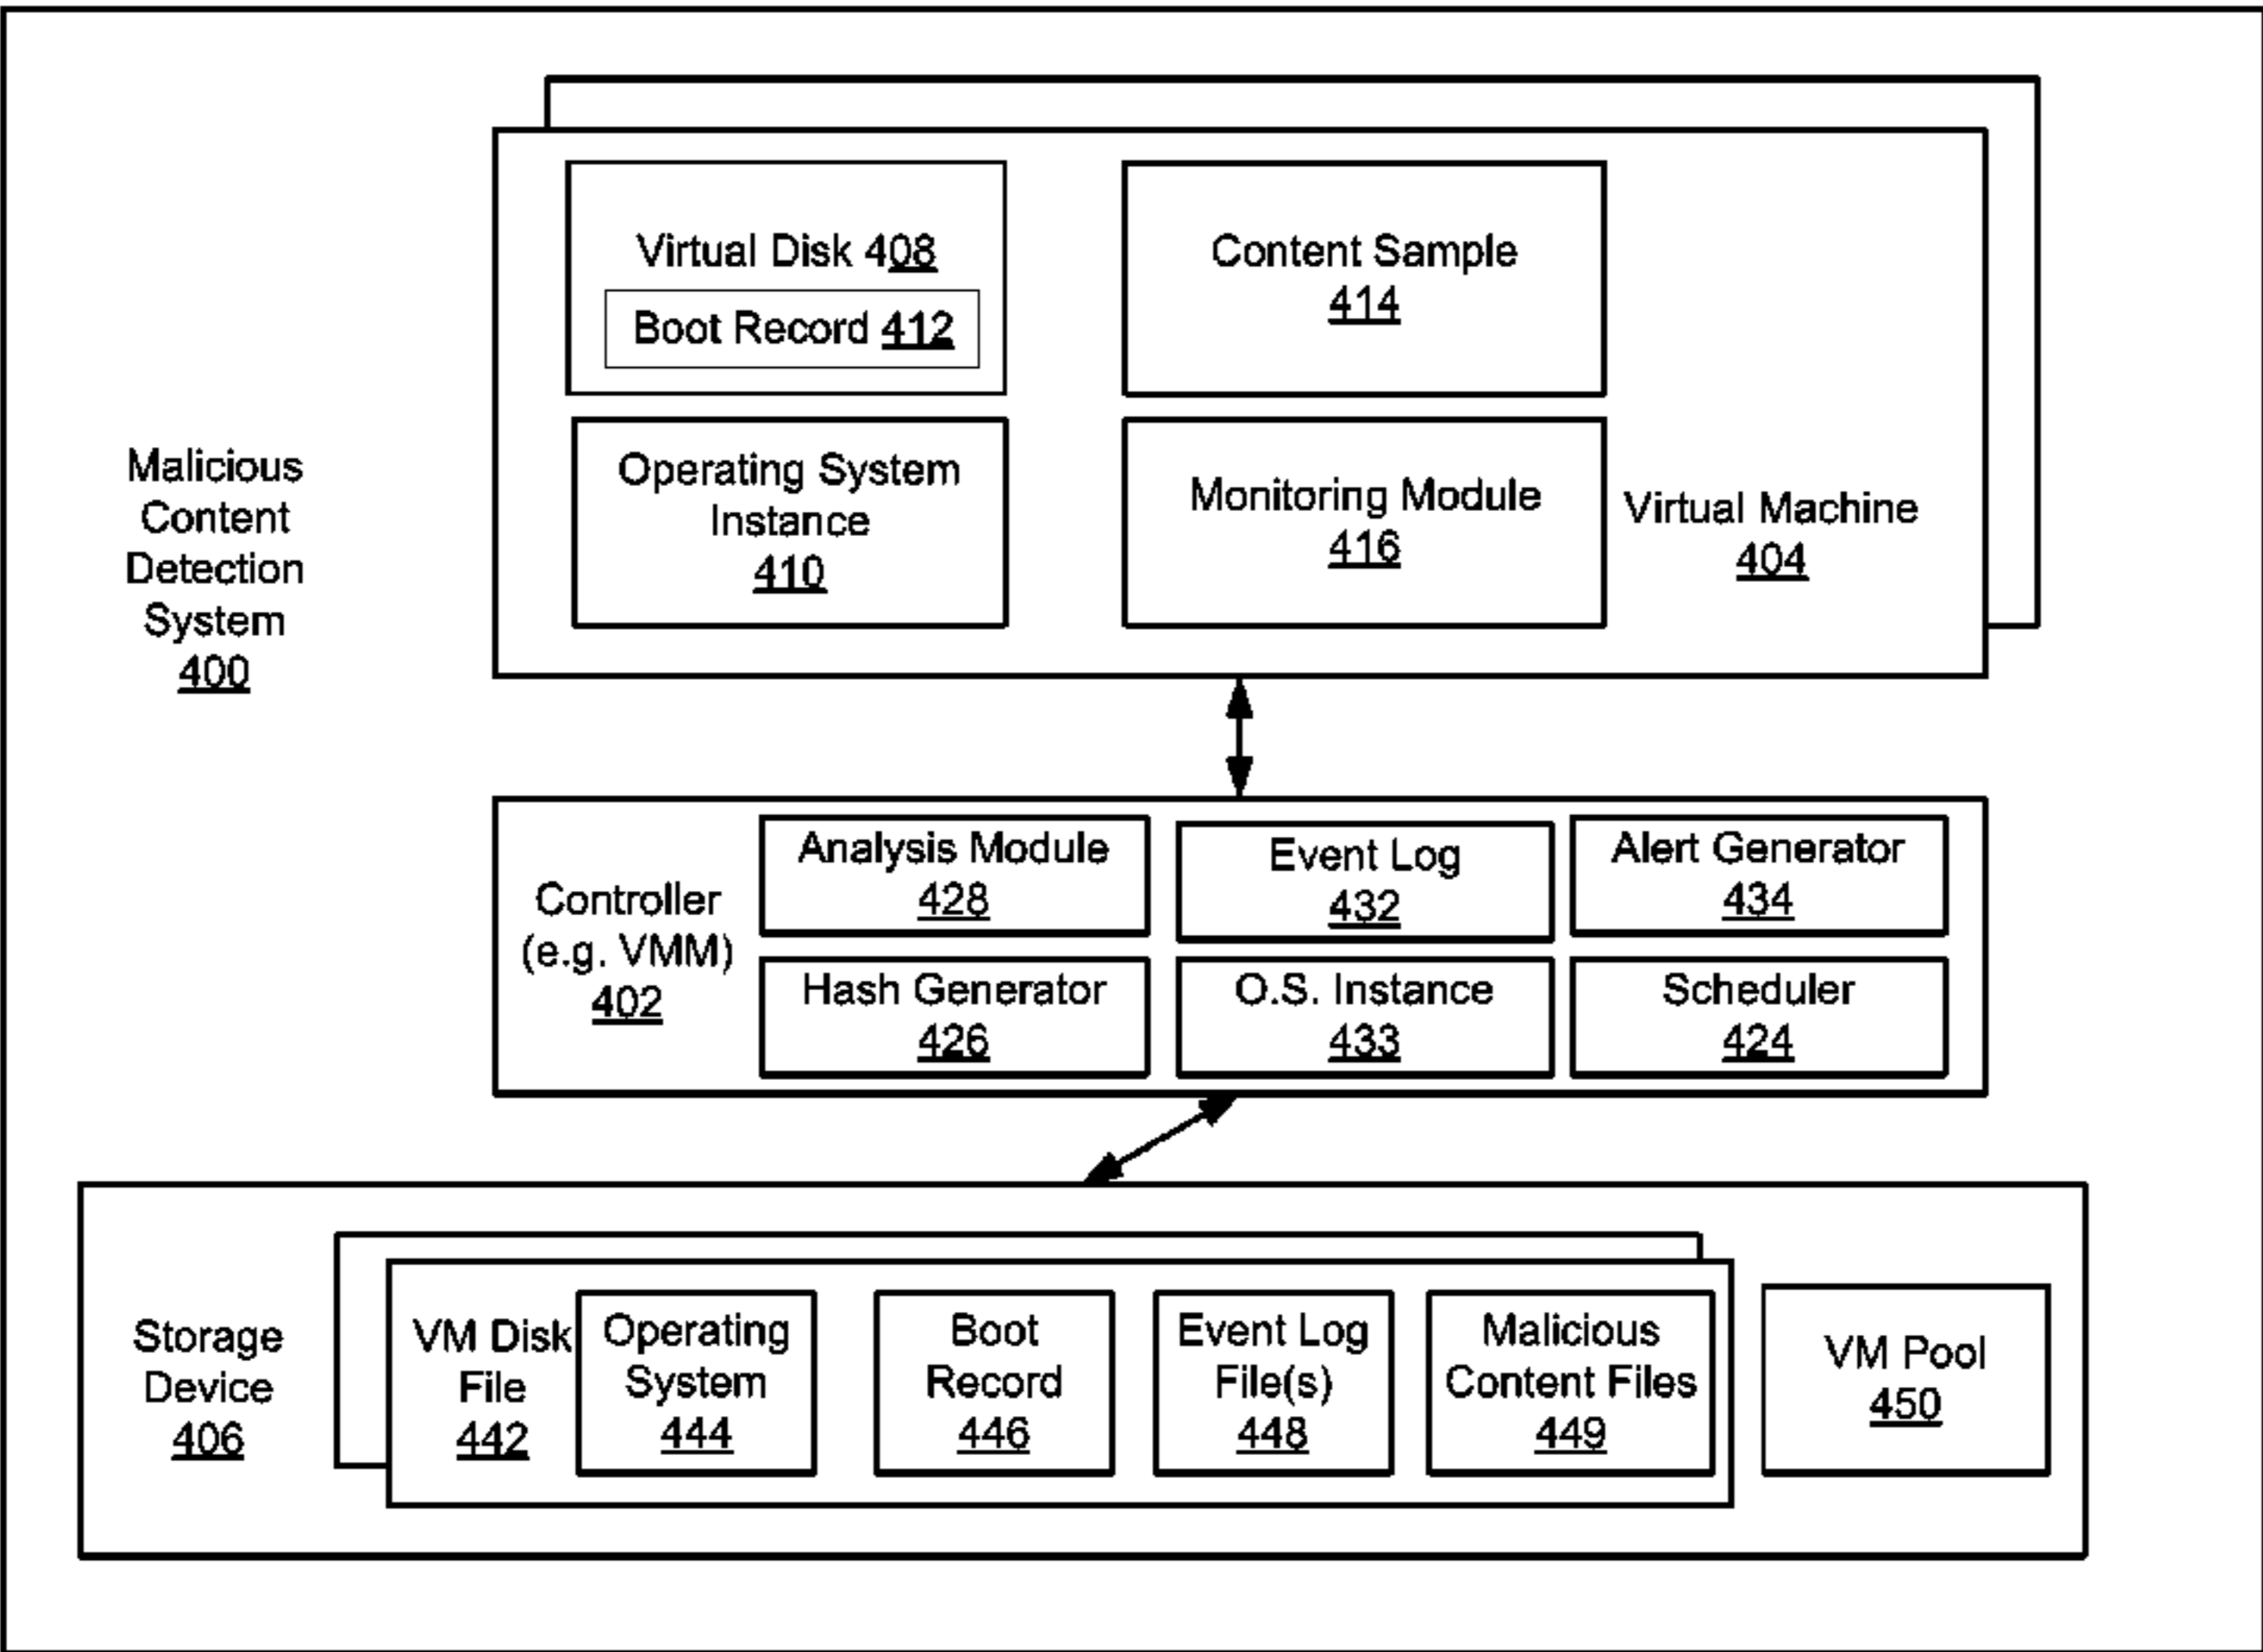 Malicious
Content
Detection
System
400
Virtual Disk 408
Boot Record 412
Content Sample
414
Operating System
Instance
410
Monitoring Module
416
Virtual Machine
404
Controller
(e.g. VMM)
402
Analysis Module
428
Event Log
432
Alert Generator
434
Hash Generator
426
O.S. Instance
433
Scheduler
424
Storage
Device
406
VM Disk
File
442
Operating
System
444
Boot
Record
446
Event Log
File(s)
448
Malicious
Content Files
449
VM Pool
450